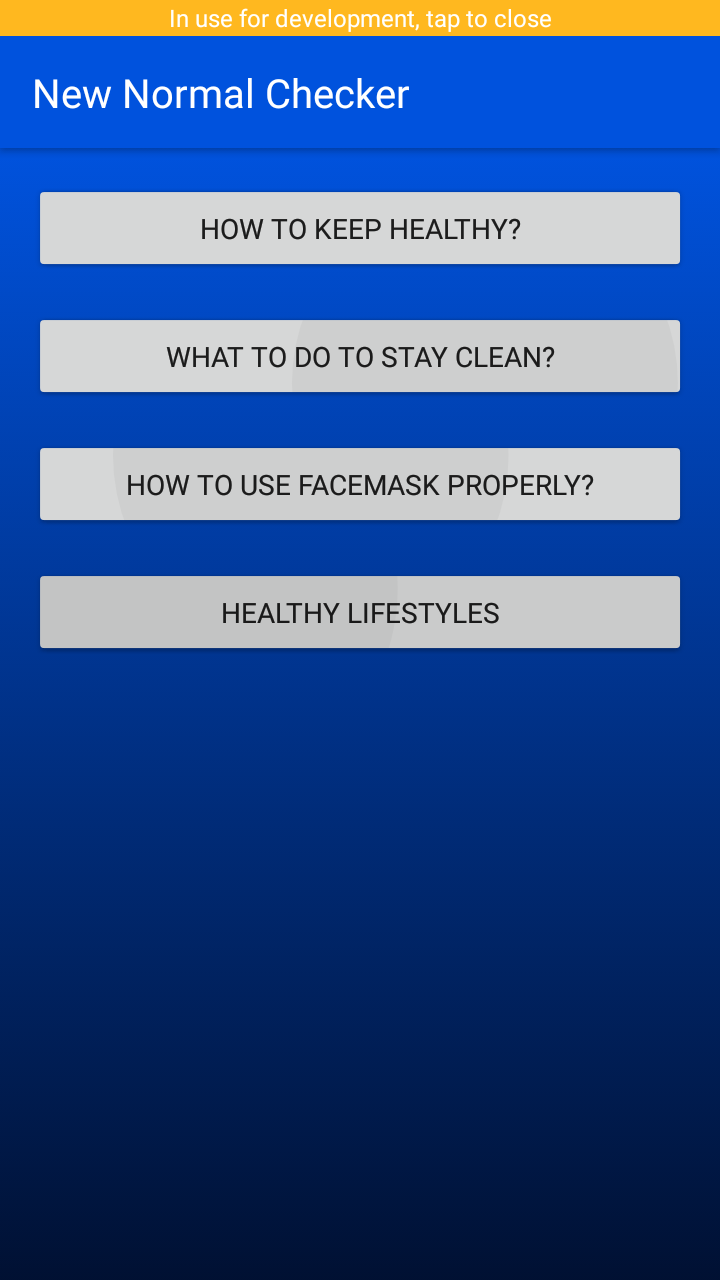 In use for development, tap to close
New Normal Checker
HOW TO KEEP HEALTHY?
WHAT TO DO TO STAY CLEAN?
HOW TO USE FACEMASK PROPERLY?
HEALTHY LIFESTYLES